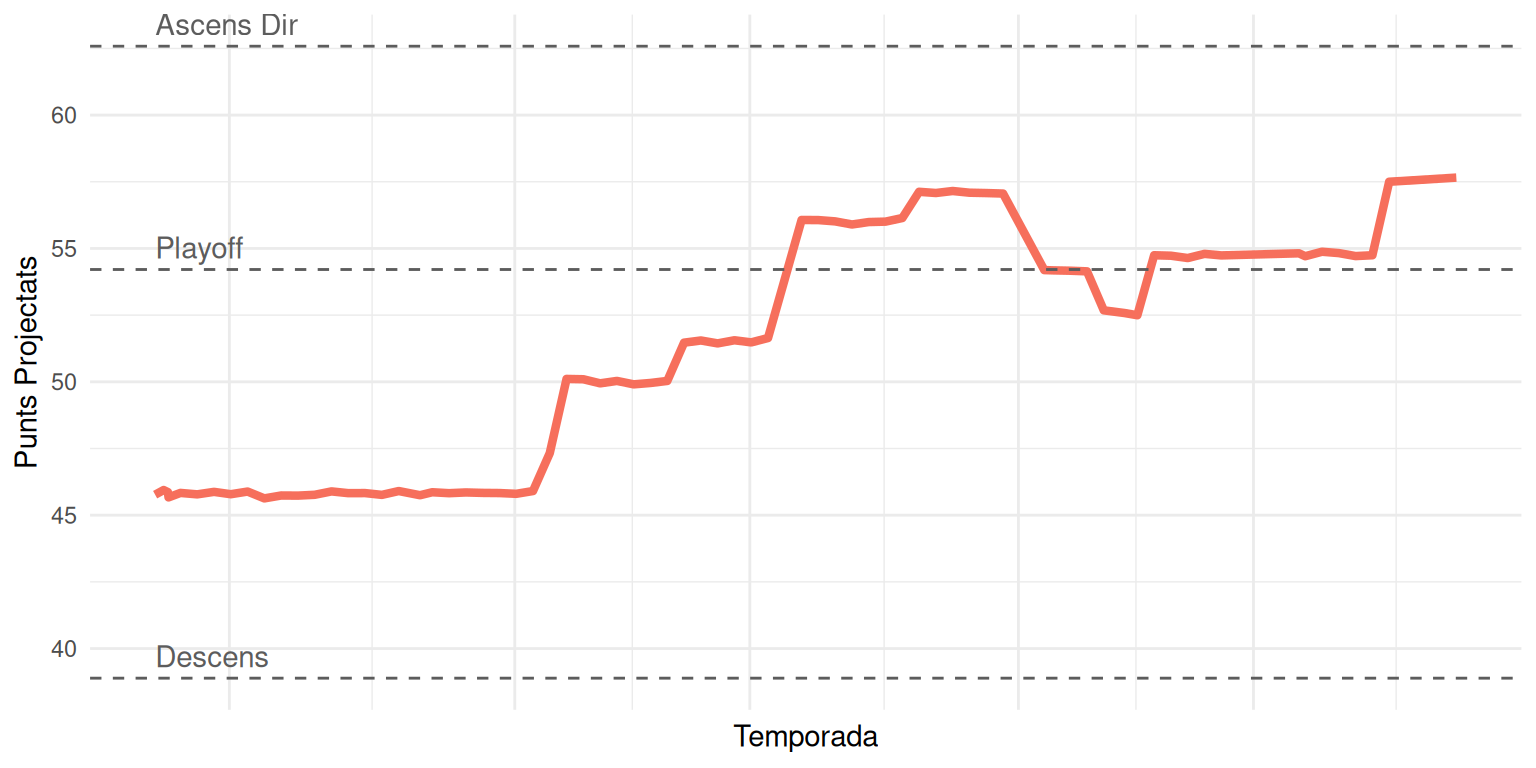 Ascens Dir
60
55
Playoff
50
45
40
Descens
Punts Projectats
Temporada